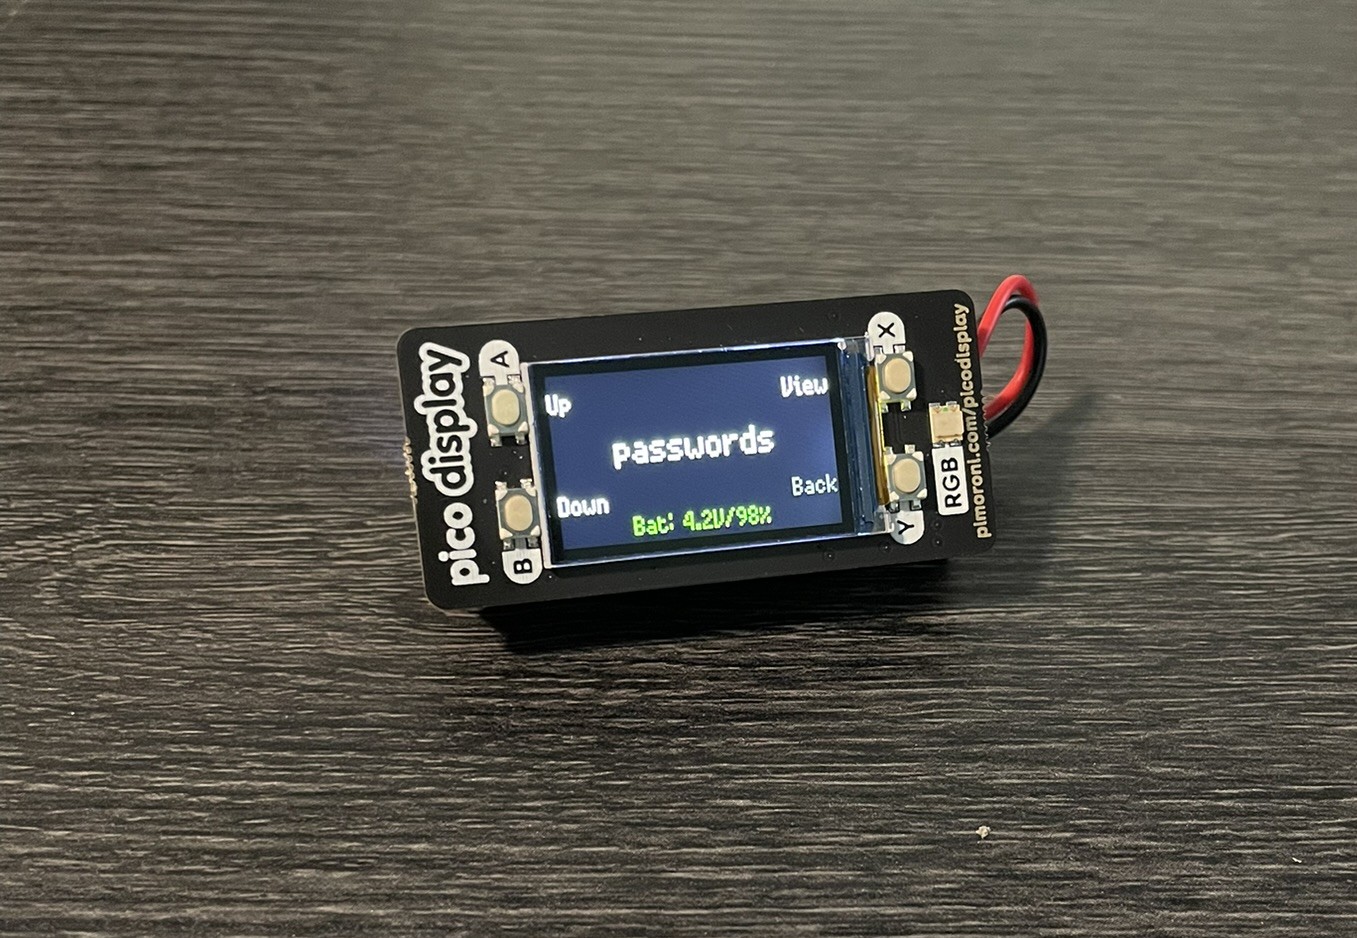 pico display
A
B
Up
View
passwords
Down
Back
Bat: 4.2V/98%
X
Y
RGB
pimoroni.com/picodisplay